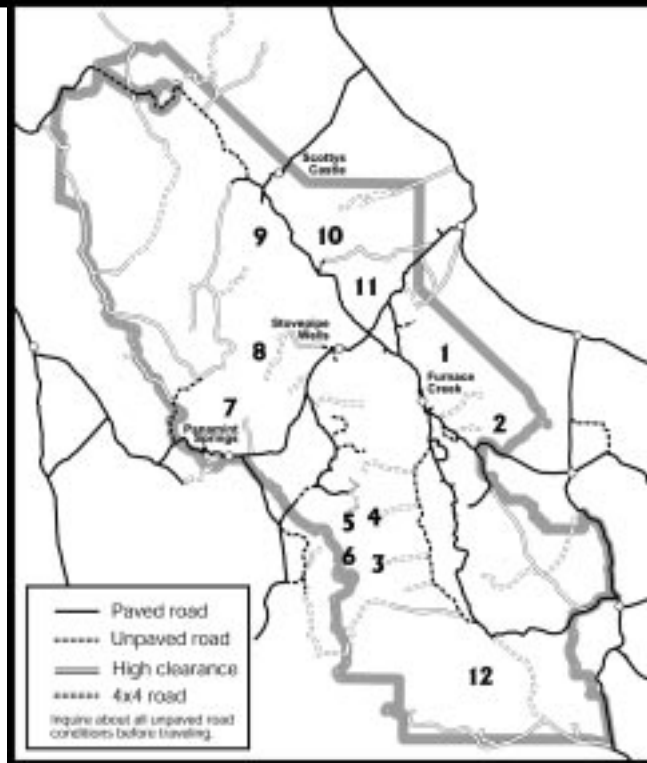 Scottys
Castle
9
10
11
Stovepipe
Wells
1
8
Furnace
Creek
7
2
Panamint
Springs
5
4
6
3
Paved road
Unpaved road
High clearance
4x4 road
12
Inquire about all unpaved road
conditions before traveling.